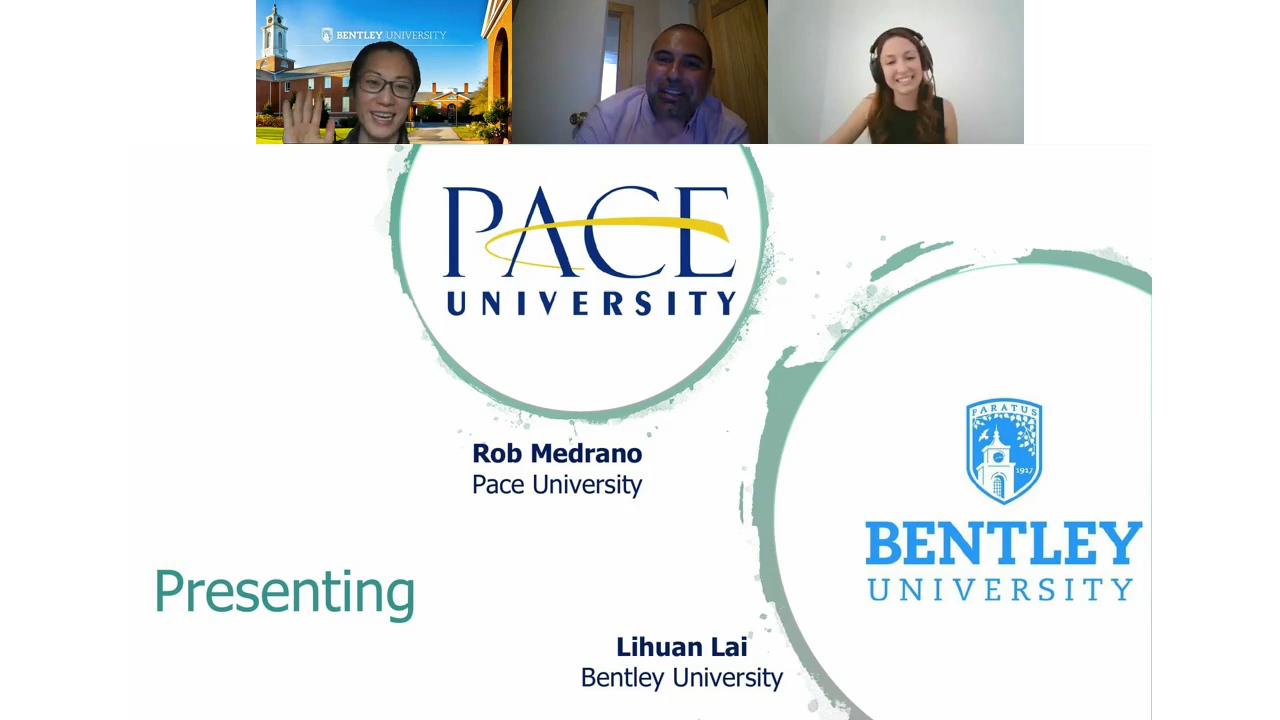 BENTLEY UNIVERSITY
PACE
UNIVERSITY
Rob Medrano
Pace University
PARATUS
1917
BENTLEY
UNIVERSITY
Presenting
Lihuan Lai
Bentley University